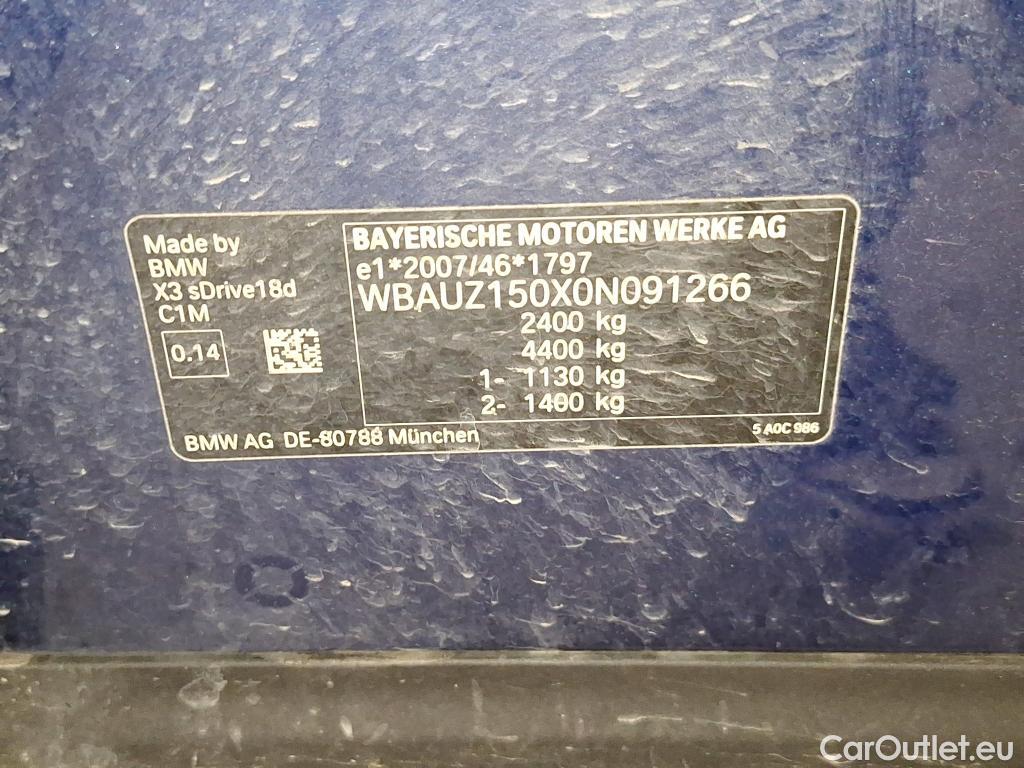 Made by
BMW
X3 sDrive18d
C1M
0.14
BAYERISCHE MOTOREN WERKE AG
e1*2007/46*1797
WBAUZ150X0N091266
2400 kg
4400 kg
1- 1130 kg
2- 1400 kg
BMW AG DE-80788 München
5 A0C 986
CarOutlet.eu